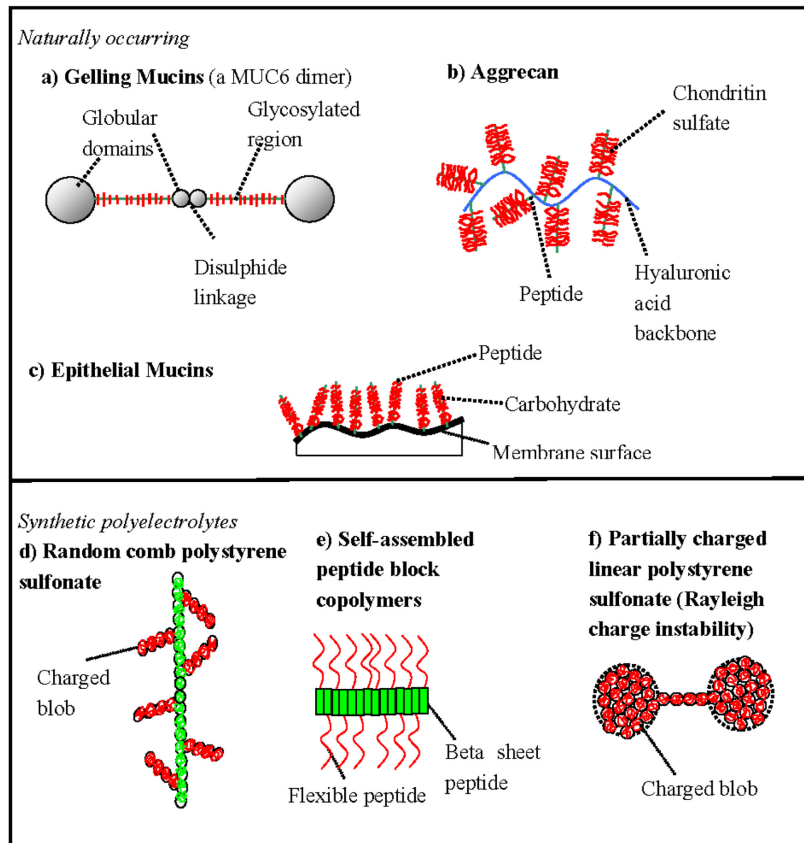 Naturally occurring
a) Gelling Mucins (a MUC6 dimer)
Globular
domains
Glycosylated
region
Disulphide
linkage
b) Aggrecan
Chondritin
sulfate
Peptide
Hyaluronic
acid
backbone
c) Epithelial Mucins
Peptide
Carbohydrate
Membrane surface
Synthetic polyelectrolytes
d) Random comb polystyrene
sulfonate
Charged
blob
e) Self-assembled
peptide block
copolymers
Beta sheet
peptide
Flexible peptide
f) Partially charged
linear polystyrene
sulfonate (Rayleigh
charge instability)
Charged blob